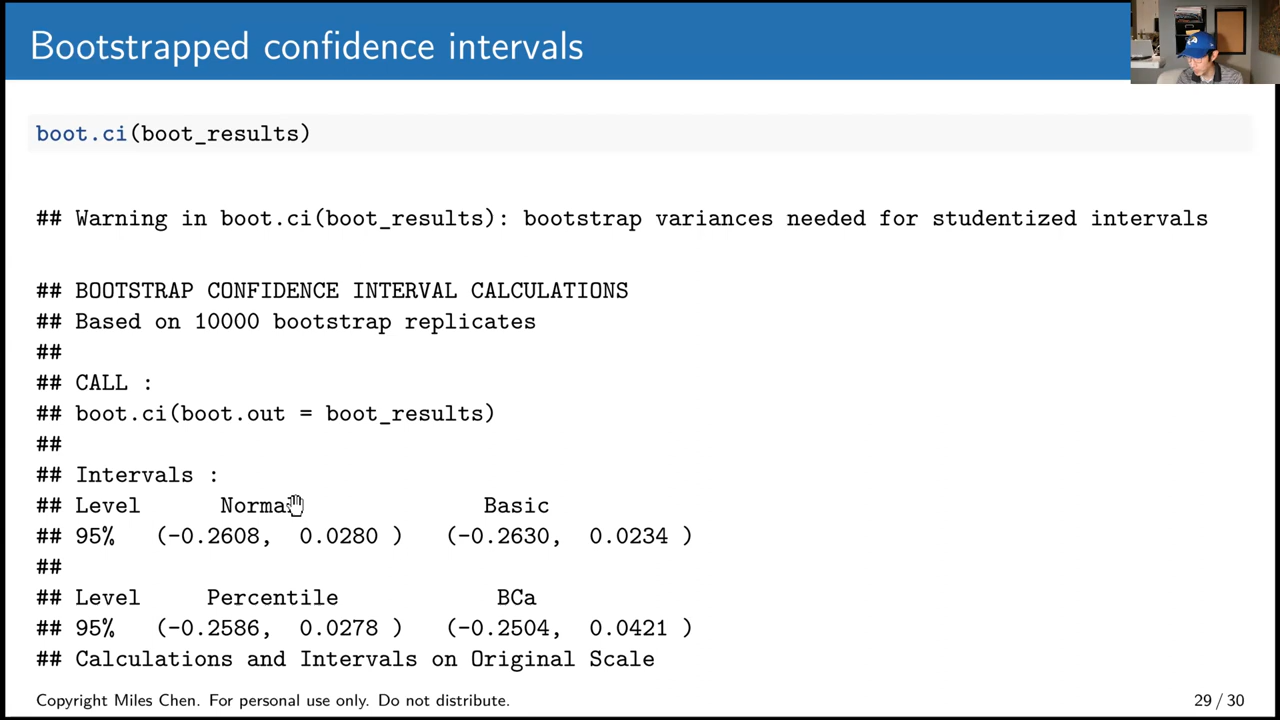 Bootstrapped confidence intervals
boot.ci(boot_results)
## Warning in boot.ci(boot_results): bootstrap variances needed for studentized intervals
## BOOTSTRAP CONFIDENCE INTERVAL CALCULATIONS
## Based on 10000 bootstrap replicates
##
## CALL :
## boot.ci(boot.out = boot_results)
##
## Intervals :
## Level      Normal              Basic
## 95%   (-0.2608,  0.0280 )   (-0.2630,  0.0234 )
##
## Level     Percentile            BCa
## 95%   (-0.2586,  0.0278 )   (-0.2504,  0.0421 )
## Calculations and Intervals on Original Scale
Copyright Miles Chen. For personal use only. Do not distribute.
29 / 30